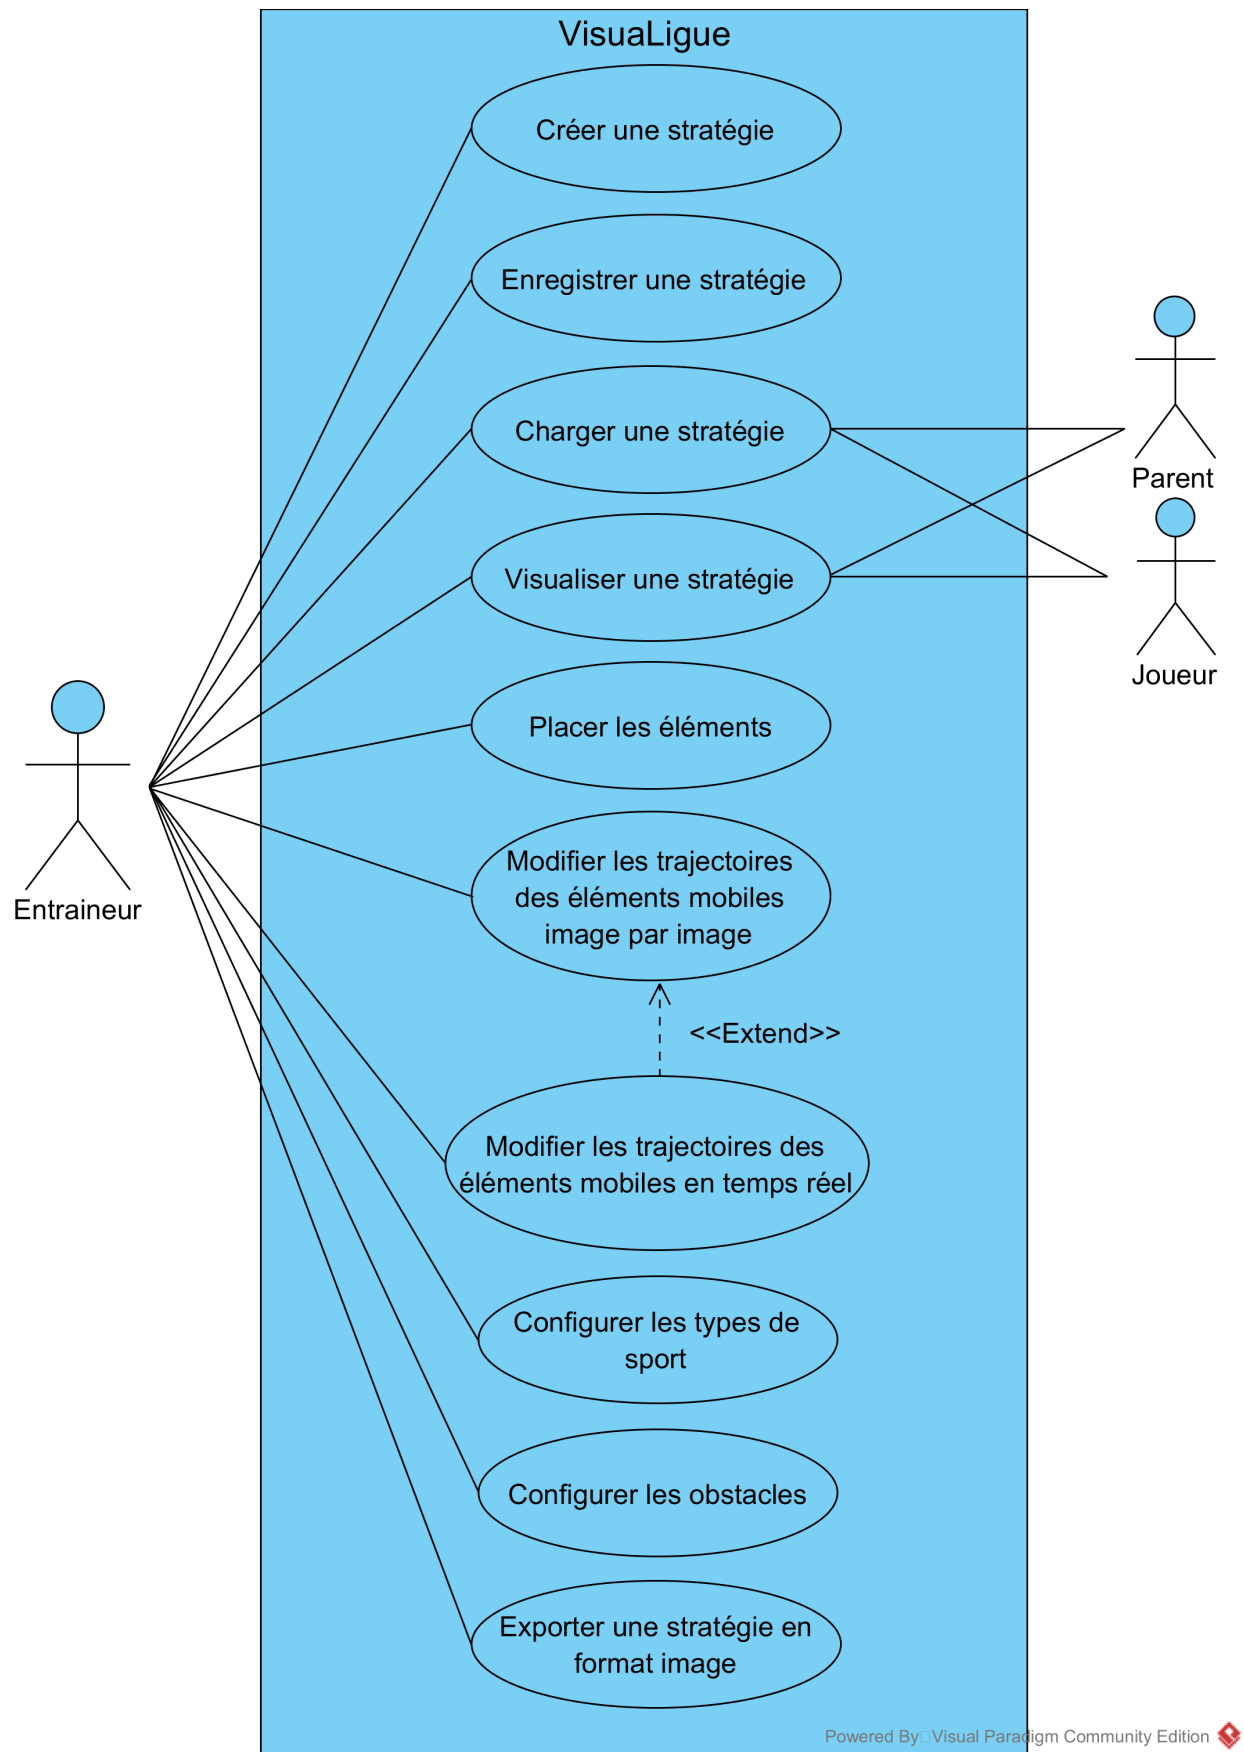 VisuaLigue
Créer une stratégie
Enregistrer une stratégie
Charger une stratégie
Parent
Visualiser une stratégie
Joueur
Placer les éléments
Modifier les trajectoires
des éléments mobiles
image par image
Entraineur
<<Extend>>
Modifier les trajectoires des
éléments mobiles en temps réel
Configurer les types de
sport
Configurer les obstacles
Exporter une stratégie en
format image
Powered By Visual Paradigm Community Edition